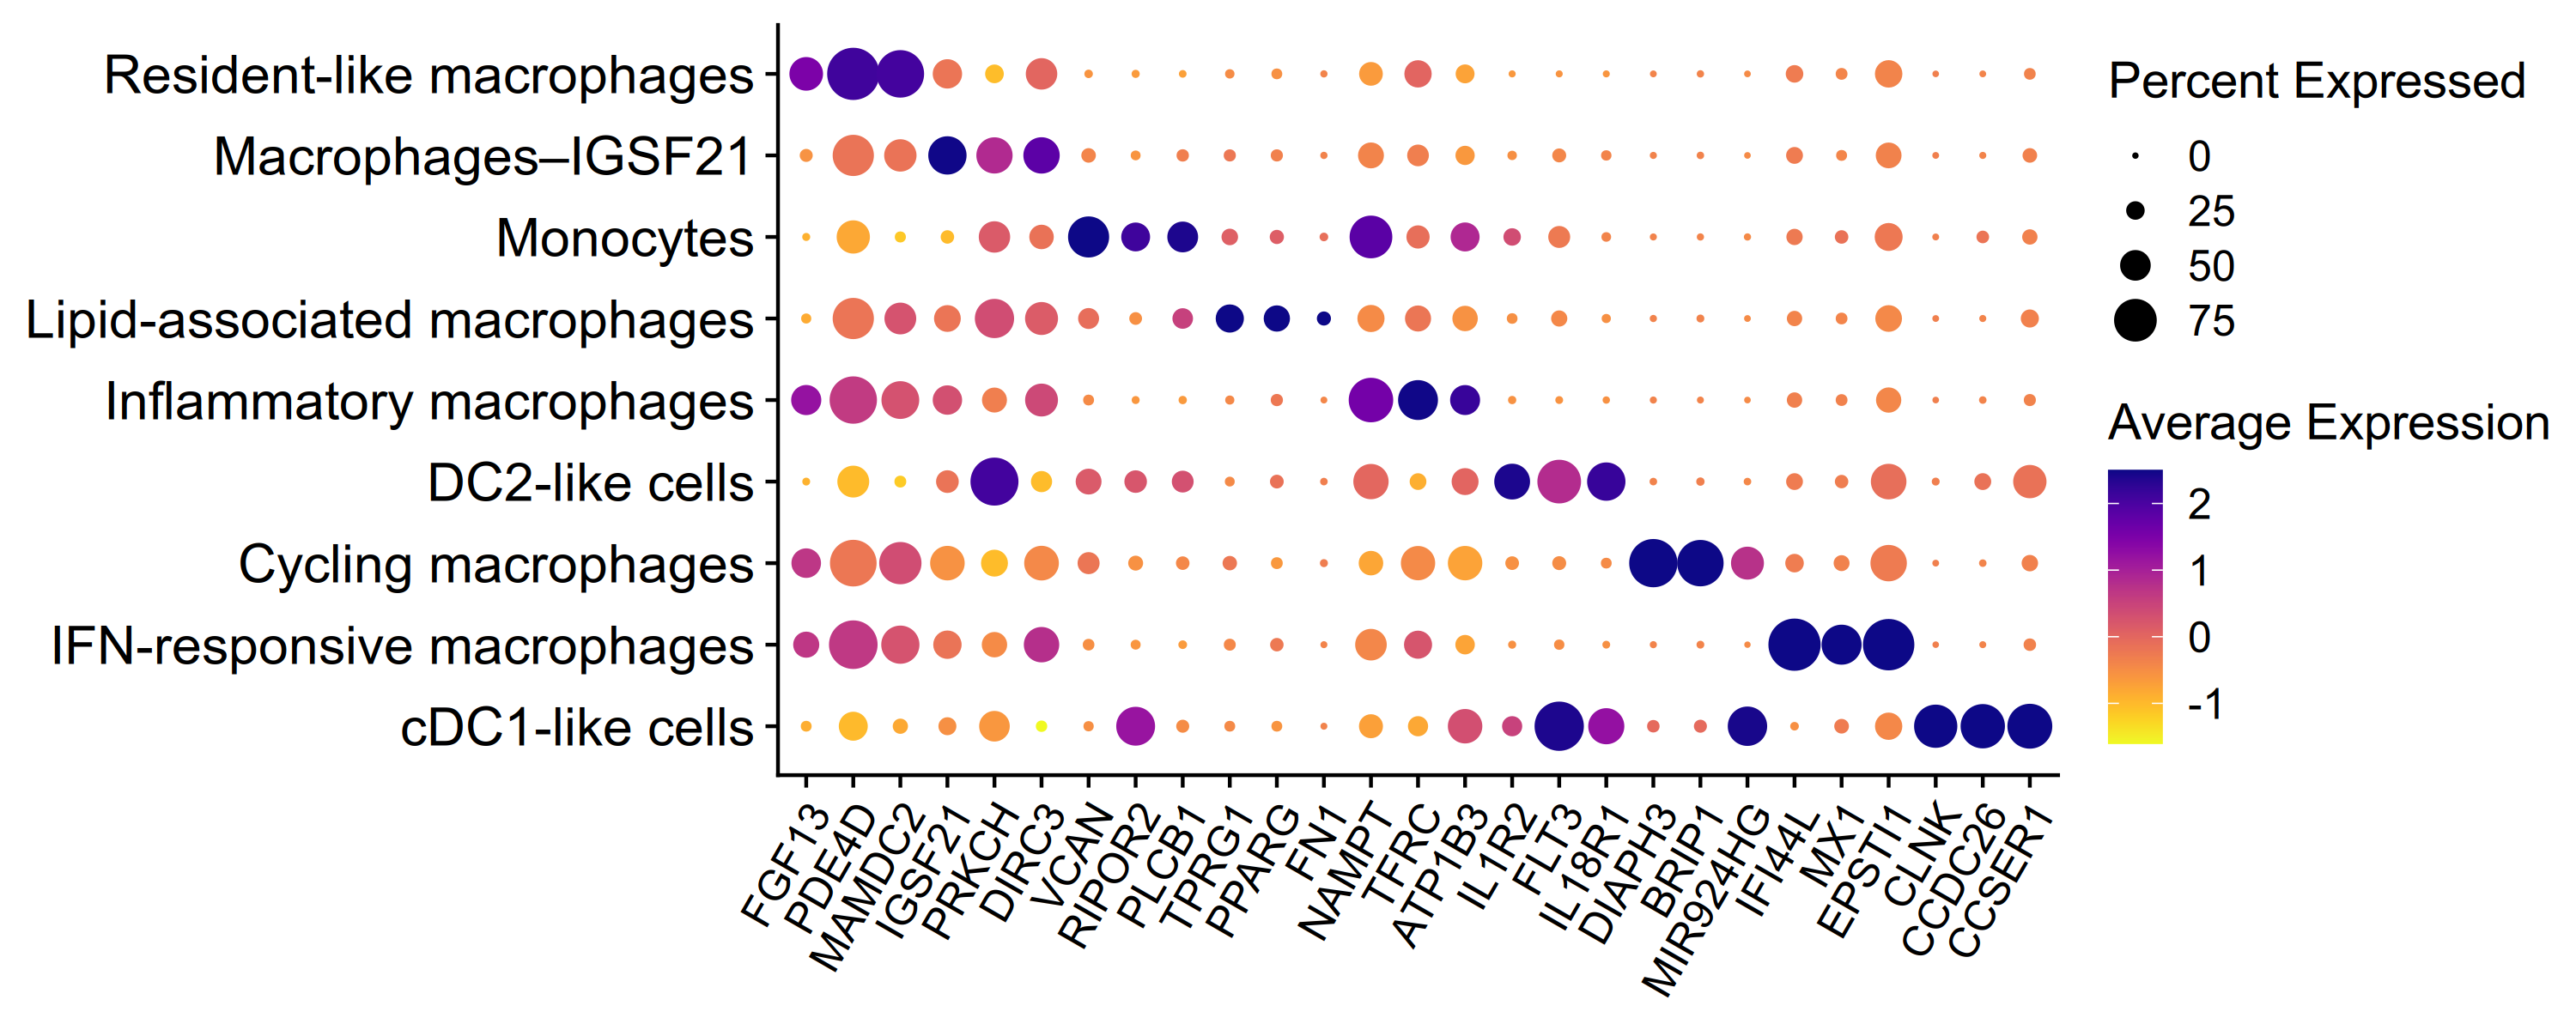 Resident-like macrophages
Macrophages–IGSF21
Monocytes
Lipid-associated macrophages
Inflammatory macrophages
DC2-like cells
Cycling macrophages
IFN-responsive macrophages
cDC1-like cells
FGF13
PDE4D
MAMDC2
IGSF21
PRKCH
DIRC3
VCAN
RIPOR2
PLCB1
TPRG1
PPARG
FN1
NAMPT
TFRC
ATP1B3
IL1R2
FLT3
IL18R1
DIAPH3
BRIP1
MIR924HG
IFI44L
MX1
EPSTI1
CLNK
CCDC26
CCSER1
Percent Expressed
0
25
50
75
Average Expression
2
1
0
-1